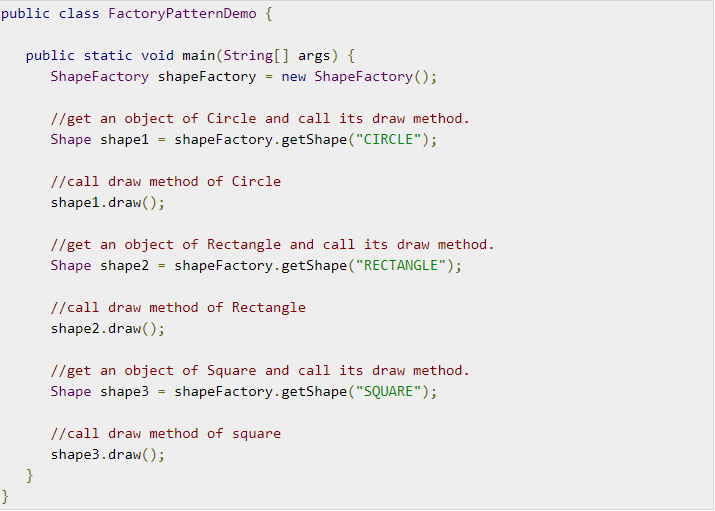 public class FactoryPatternDemo {
public static void main(String[] args) {
ShapeFactory shapeFactory = new ShapeFactory();
//get an object of Circle and call its draw method.
Shape shape1 = shapeFactory.getShape("CIRCLE");
//call draw method of Circle
shape1.draw();
//get an object of Rectangle and call its draw method.
Shape shape2 = shapeFactory.getShape("RECTANGLE");
//call draw method of Rectangle
shape2.draw();
//get an object of Square and call its draw method.
Shape shape3 = shapeFactory.getShape("SQUARE");
//call draw method of square
shape3.draw();
}
}